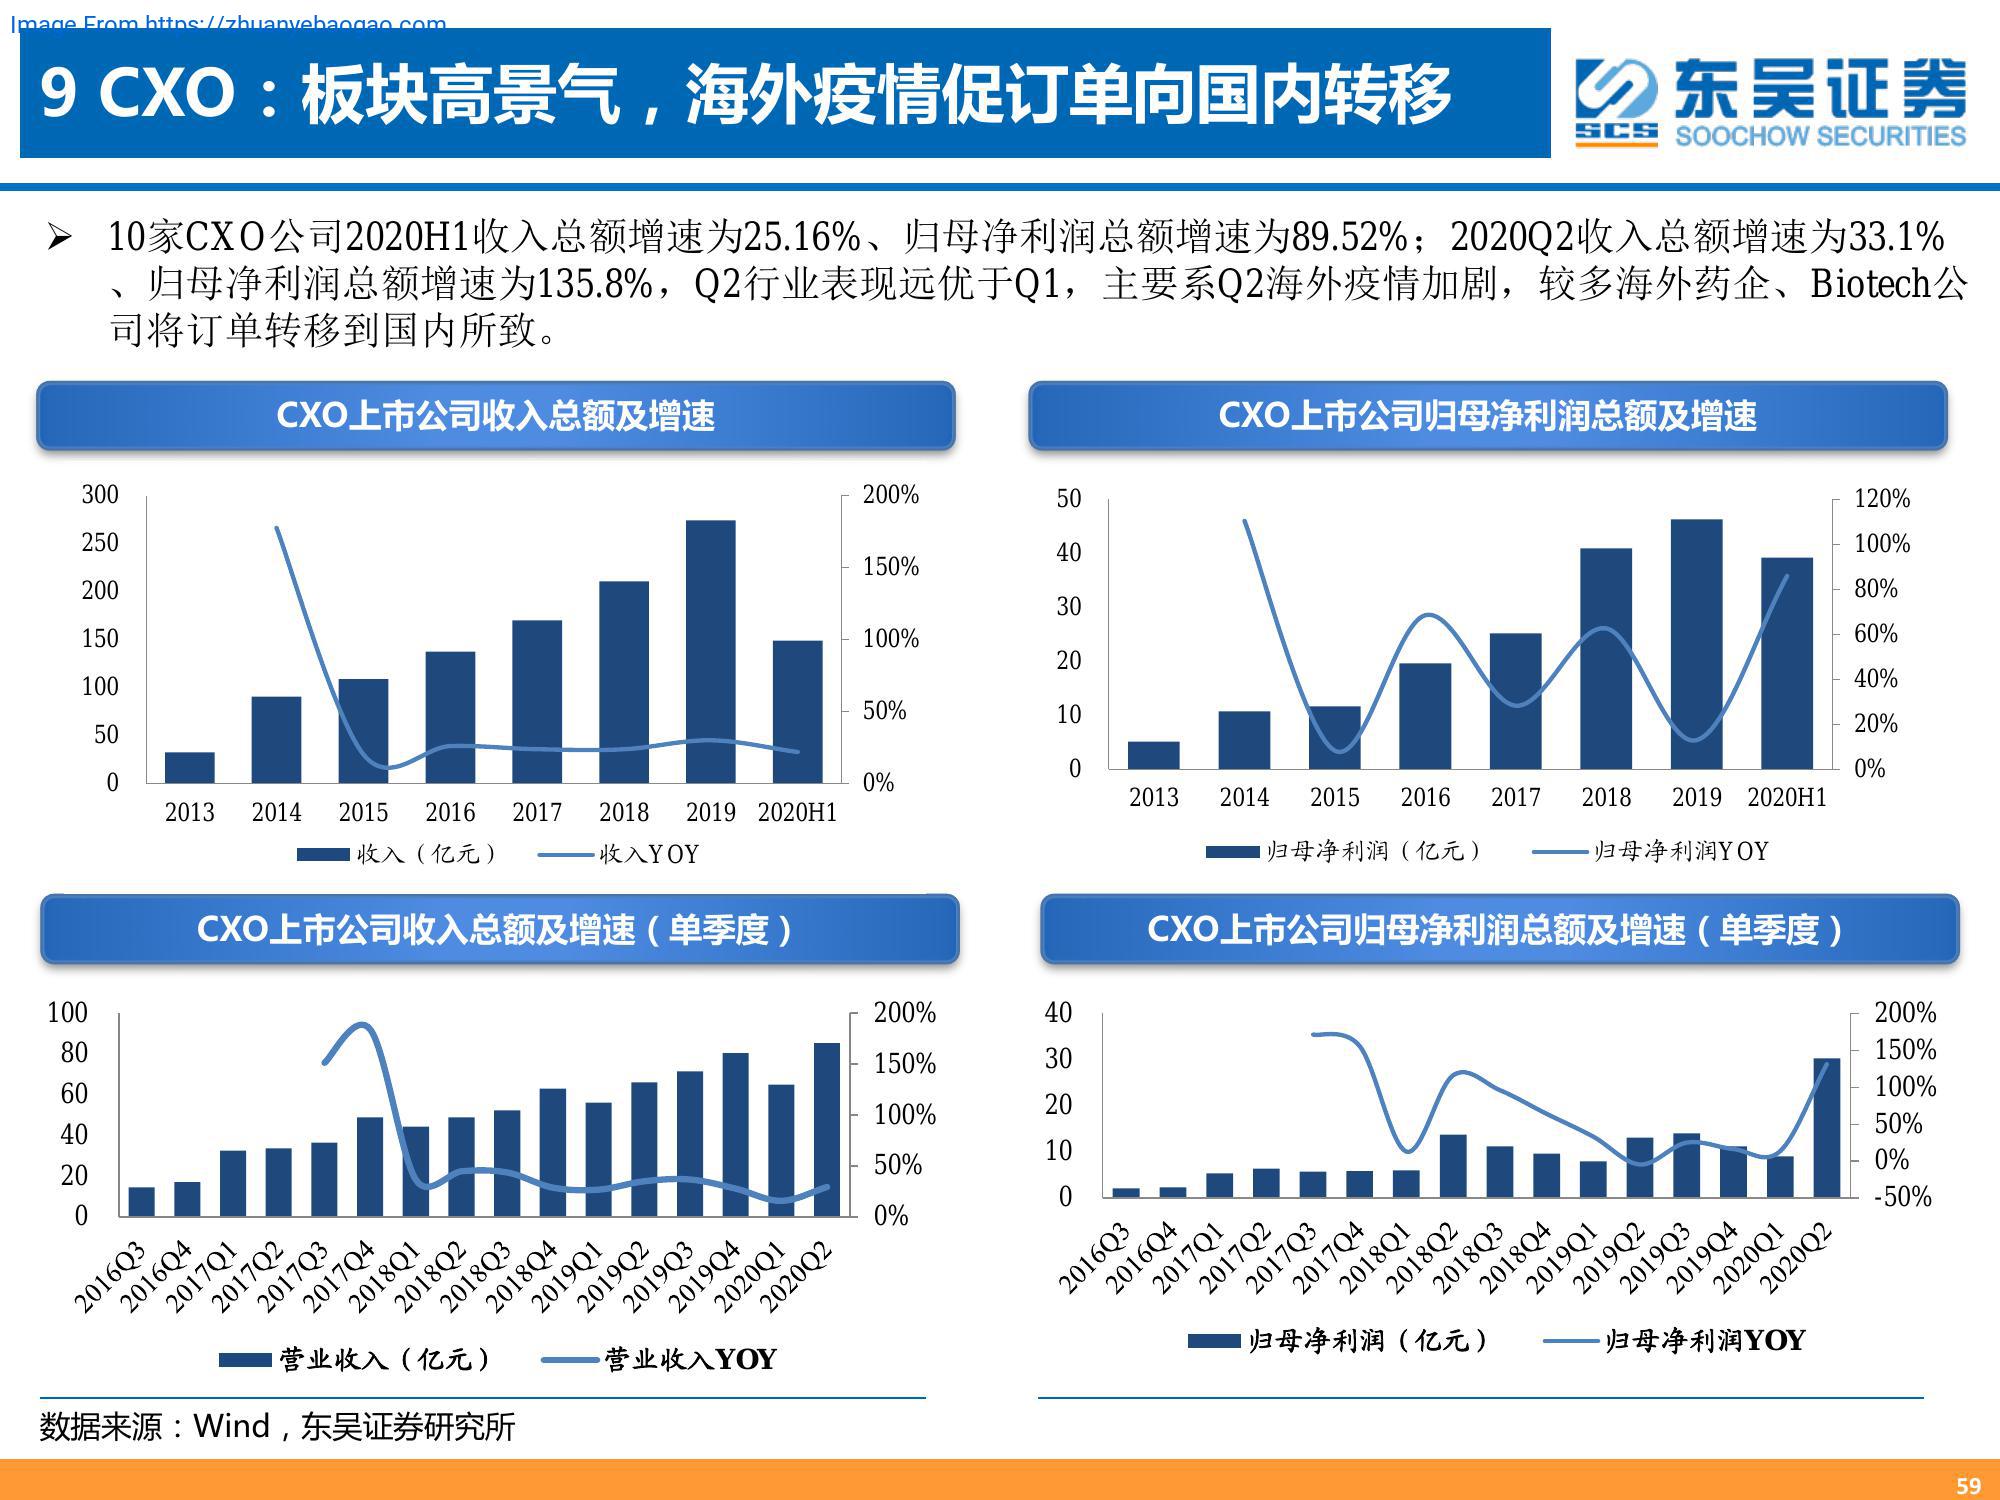 Image From https://zhuanyebaogao.com
9 CXO：板块高景气，海外疫情促订单向国内转移
SCS
东吴证券
SOOCHOW SECURITIES
➢ 10家CXO公司2020H1收入总额增速为25.16%、归母净利润总额增速为89.52%；2020Q2收入总额增速为33.1%
、归母净利润总额增速为135.8%，Q2行业表现远优于Q1，主要系Q2海外疫情加剧，较多海外药企、Biotech公
司将订单转移到国内所致。
CXO上市公司收入总额及增速
300
250
200
150
100
50
0
200%
150%
100%
50%
0%
2013 2014 2015 2016 2017 2018 2019 2020H1
收入（亿元） 收入YOY
CXO上市公司归母净利润总额及增速
50
40
30
20
10
0
120%
100%
80%
60%
40%
20%
0%
2013 2014 2015 2016 2017 2018 2019 2020H1
归母净利润（亿元） 归母净利润YOY
CXO上市公司收入总额及增速（单季度）
100
80
60
40
20
0
200%
150%
100%
50%
0%
2016Q3 2016Q4 2017Q1 2017Q2 2017Q3 2017Q4 2018Q1 2018Q2 2018Q3 2018Q4 2019Q1 2019Q2 2019Q3 2019Q4 2020Q1 2020Q2
营业收入（亿元） 营业收入YOY
CXO上市公司归母净利润总额及增速（单季度）
40
30
20
10
0
200%
150%
100%
50%
0%
-50%
2016Q3 2016Q4 2017Q1 2017Q2 2017Q3 2017Q4 2018Q1 2018Q2 2018Q3 2018Q4 2019Q1 2019Q2 2019Q3 2019Q4 2020Q1 2020Q2
归母净利润（亿元） 归母净利润YOY
数据来源：Wind，东吴证券研究所
59